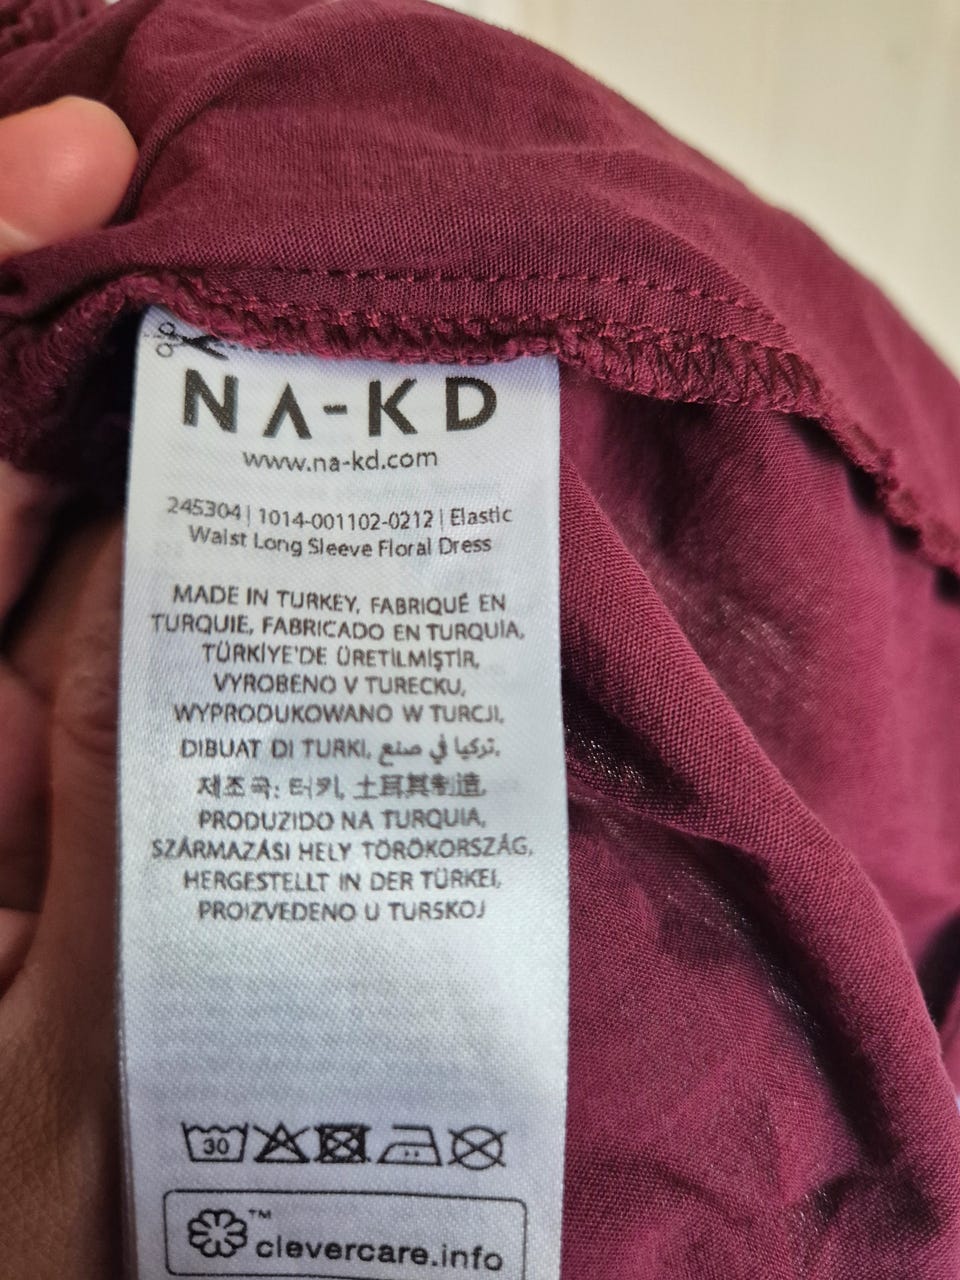 NA-KD
www.na-kd.com
245304 | 1014-001102-0212 | Elastic
Waist Long Sleeve Floral Dress
MADE IN TURKEY, FABRIQUÉ EN
TURQUIE, FABRICADO EN TURQUÍA,
TÜRKİYE'DE ÜRETİLMİŞTİR,
VYROBENO V TURECKU,
WYPRODUKOWANO W TURCJI,
DIBUAT DI TURKI, تركيا في صنع,
제조국: 터키, 土耳其制造,
PRODUZIDO NA TURQUIA,
SZÁRMAZÁSI HELY TÖRÖKORSZÁG,
HERGESTELLT IN DER TÜRKEI,
PROIZVEDENO U TURSKOJ
30
™
clevercare.info